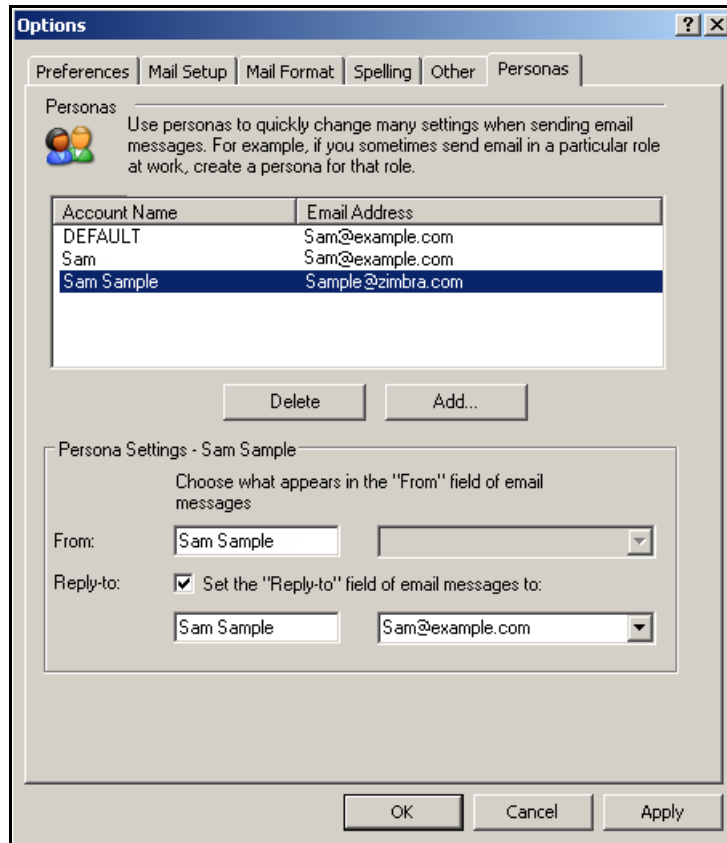 Options
Preferences Mail Setup Mail Format Spelling Other Personas
Personas
Use personas to quickly change many settings when sending email
messages. For example, if you sometimes send email in a particular role
at work, create a persona for that role.
Account Name Email Address
DEFAULT Sam@example.com
Sam Sam@example.com
Sam Sample Sample@zimbra.com
Delete Add...
Persona Settings - Sam Sample
Choose what appears in the "From" field of email
messages
From: Sam Sample
Reply-to: Set the "Reply-to" field of email messages to:
Sam Sample Sam@example.com
OK Cancel Apply